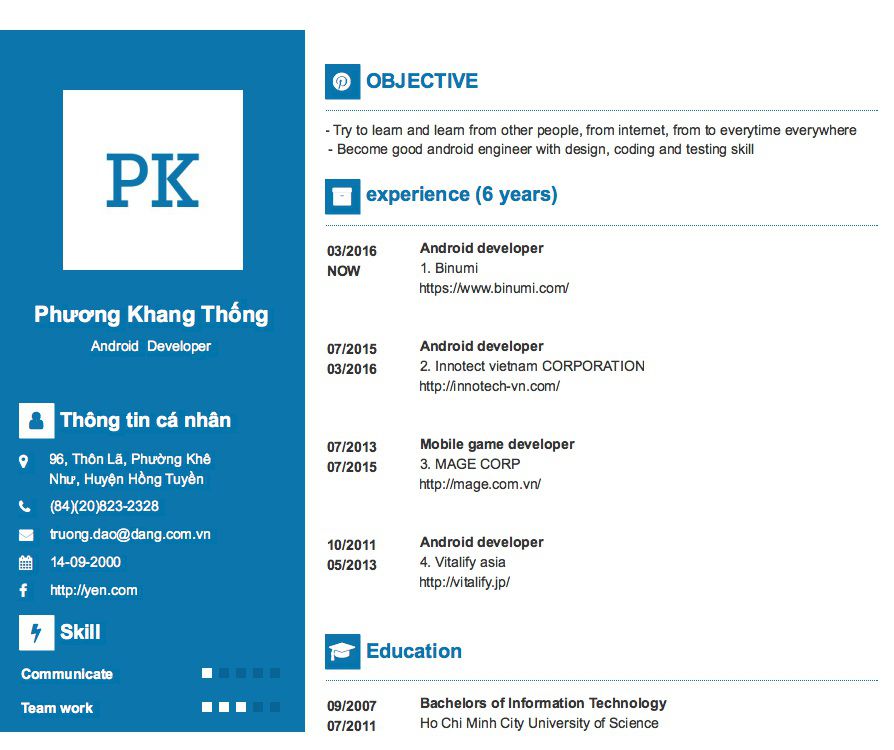 PK
Phương Khang Thống
Android Developer
Thông tin cá nhân
96, Thôn Lã, Phường Khê
Như, Huyện Hồng Tuyền
(84)(20)823-2328
truong.dao@dang.com.vn
14-09-2000
http://yen.com
Skill
Communicate
Team work
OBJECTIVE
- Try to learn and learn from other people, from internet, from to everytime everywhere
- Become good android engineer with design, coding and testing skill
experience (6 years)
03/2016 Android developer
NOW 1. Binumi
https://www.binumi.com/
07/2015 Android developer
03/2016 2. Innotect vietnam CORPORATION
http://innotech-vn.com/
07/2013 Mobile game developer
07/2015 3. MAGE CORP
http://mage.com.vn/
10/2011 Android developer
05/2013 4. Vitalify asia
http://vitalify.jp/
Education
09/2007 Bachelors of Information Technology
07/2011 Ho Chi Minh City University of Science